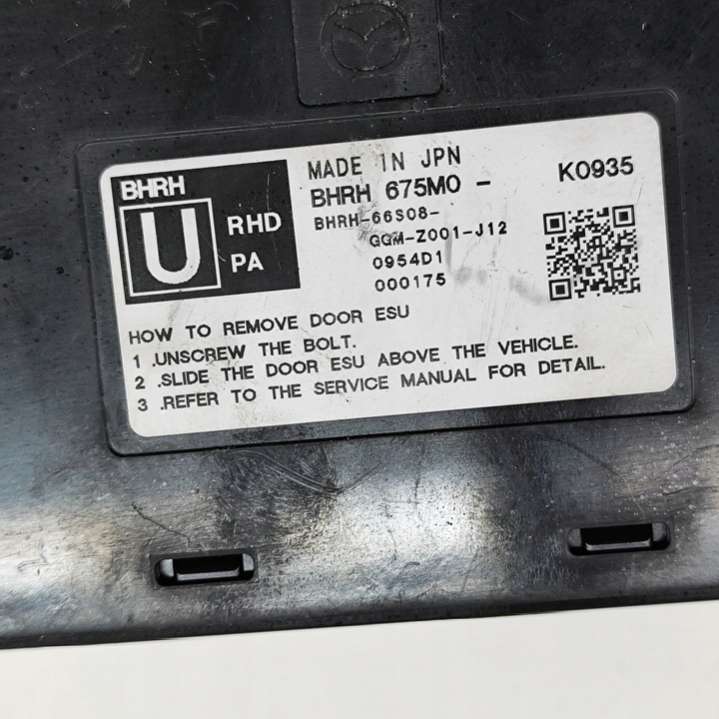 BHRH
U
RHD
PA
MADE IN JPN
BHRH 675M0 -
K0935
BHRH-66S08-
GGM-Z001-J12
0954D1
000175
HOW TO REMOVE DOOR ESU
1 .UNSCREW THE BOLT.
2 .SLIDE THE DOOR ESU ABOVE THE VEHICLE.
3 .REFER TO THE SERVICE MANUAL FOR DETAIL.